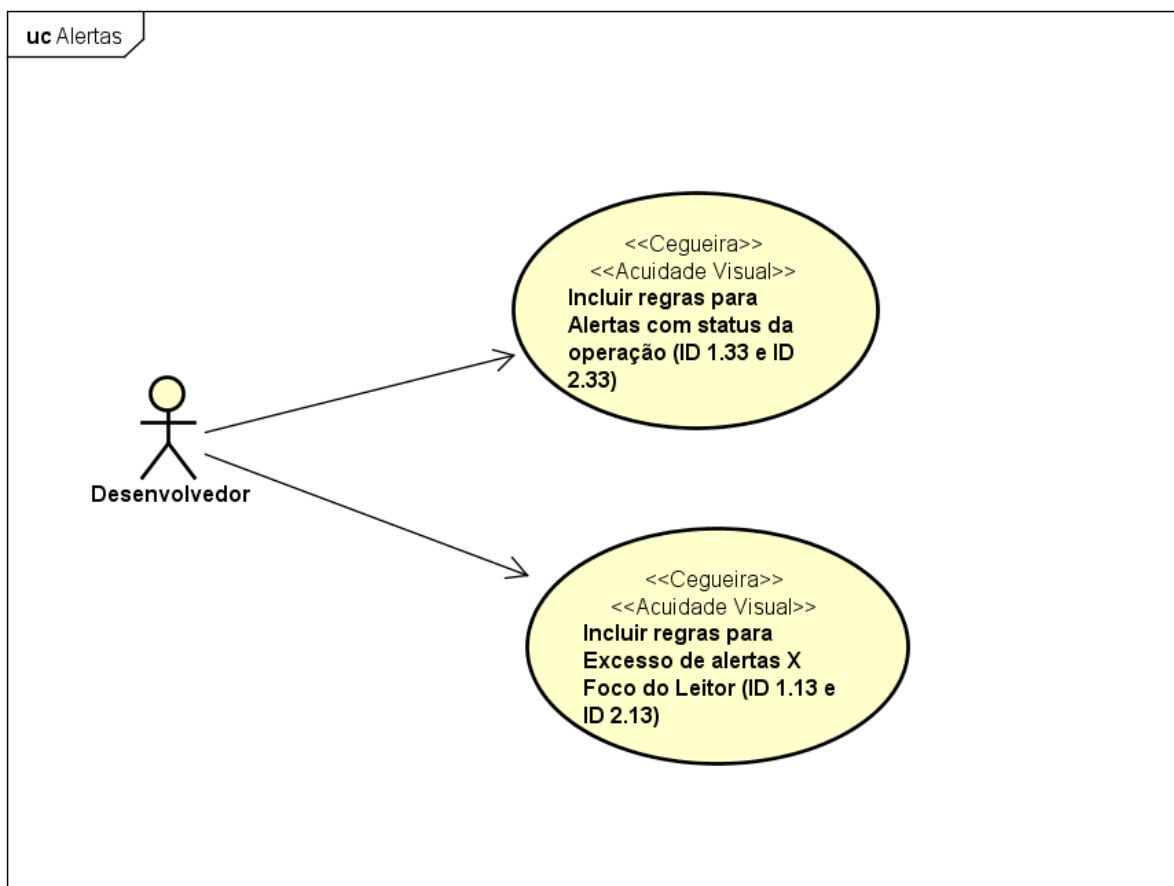 uc Alertas
<<Cegueira>>
<<Acuidade Visual>>
Incluir regras para
Alertas com status da
operação (ID 1.33 e ID
2.33)
Desenvolvedor
<<Cegueira>>
<<Acuidade Visual>>
Incluir regras para
Excesso de alertas X
Foco do Leitor (ID 1.13 e
ID 2.13)